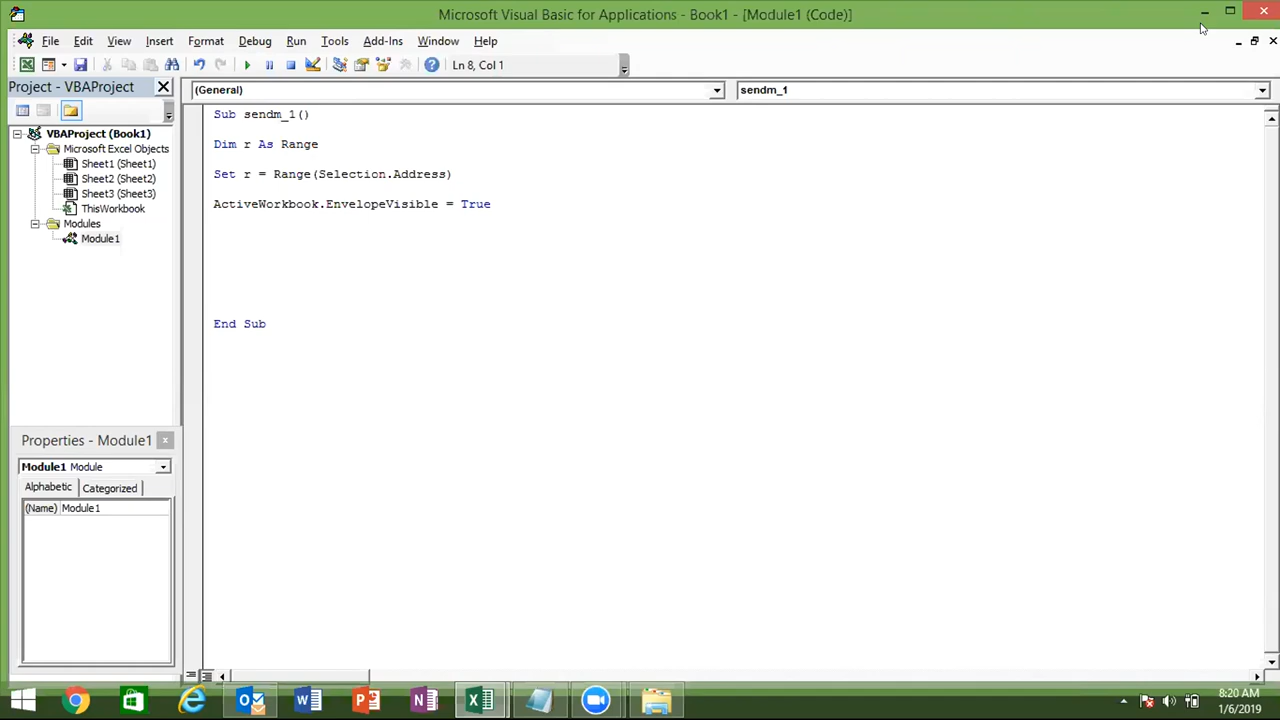 Microsoft Visual Basic for Applications - Book1 - [Module1 (Code)]
File Edit View Insert Format Debug Run Tools Add-Ins Window Help
Ln 8, Col 1
Project - VBAProject
(General)
sendm_1
VBAProject (Book1)
Microsoft Excel Objects
Sheet1 (Sheet1)
Sheet2 (Sheet2)
Sheet3 (Sheet3)
ThisWorkbook
Modules
Module1
Sub sendm_1()
Dim r As Range
Set r = Range(Selection.Address)
ActiveWorkbook.EnvelopeVisible = True
End Sub
Properties - Module1
Module1 Module
Alphabetic Categorized
(Name) Module1
8:20 AM
1/6/2019